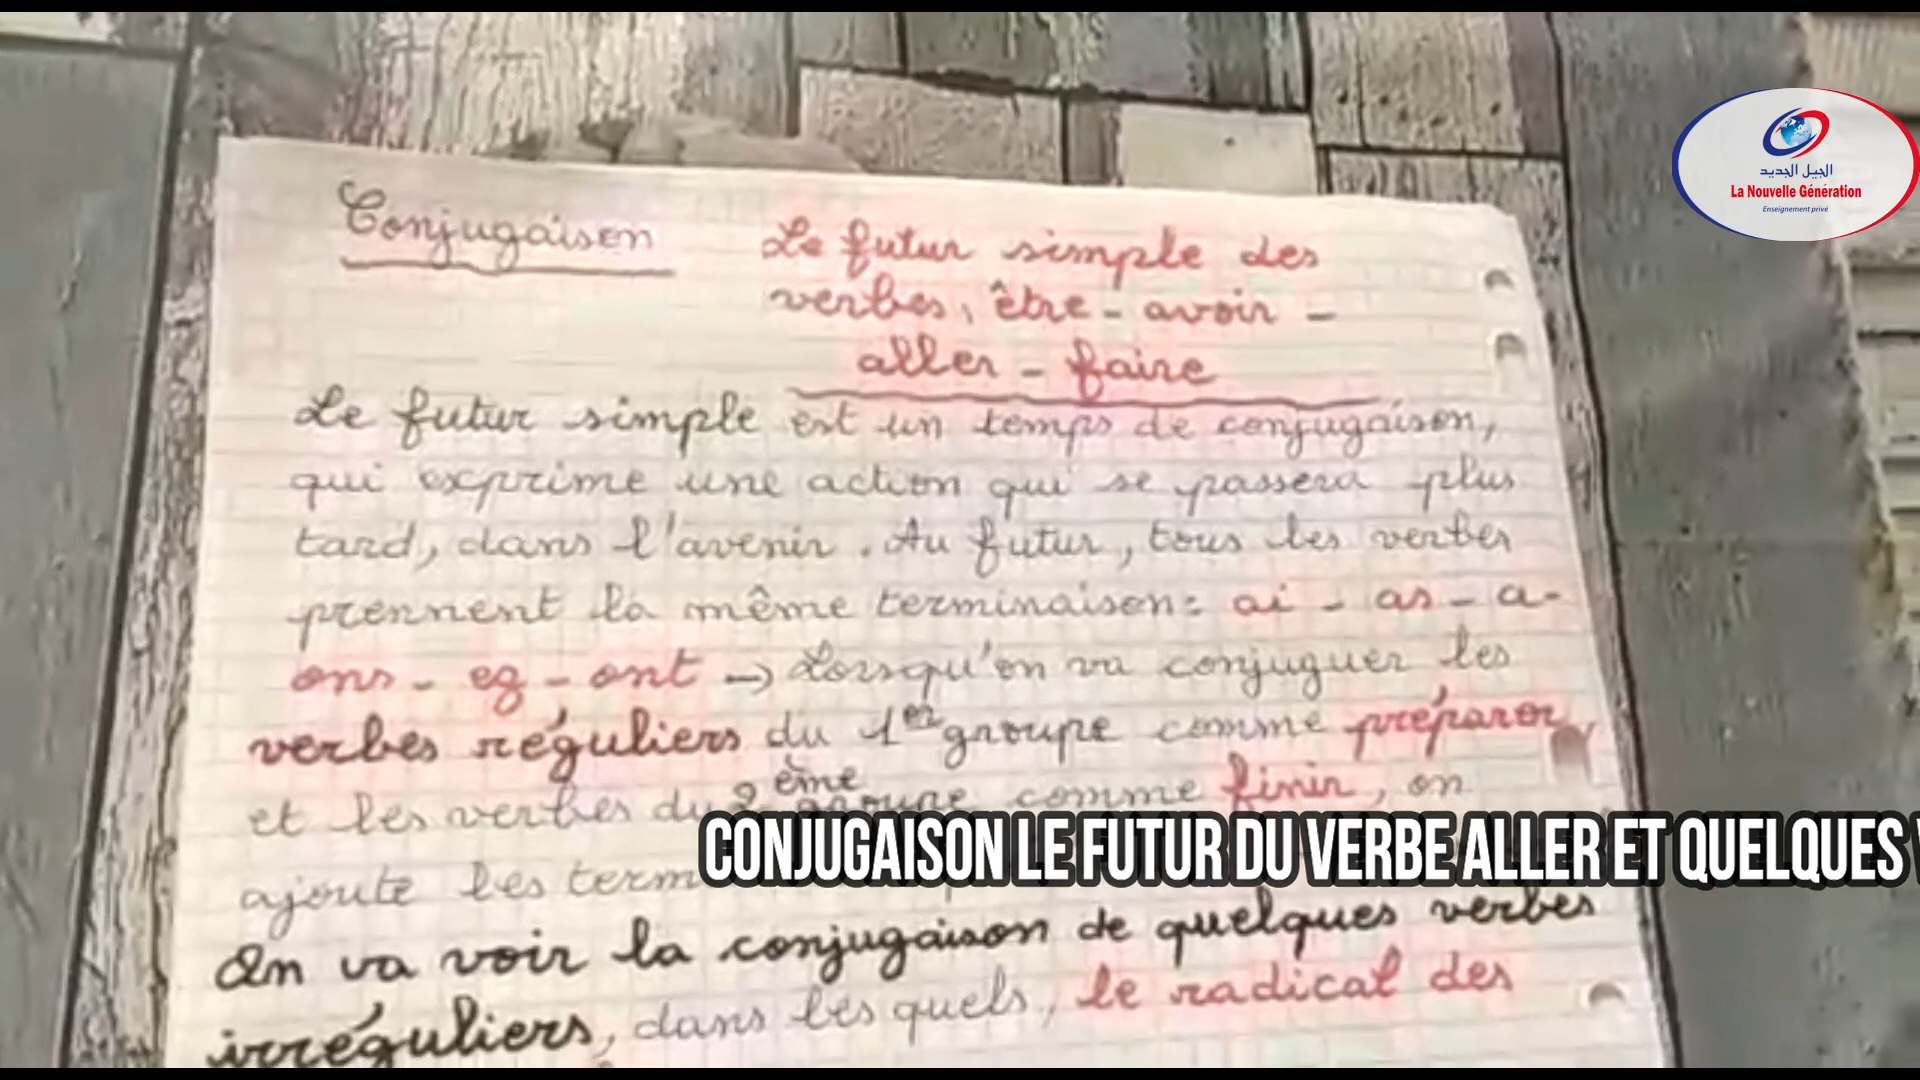 Conjugaison
Le futur simple des
verbes, être - avoir -
aller - faire
Le futur simple est un temps de conjugaison,
qui exprime une action qui se passera plus
tard, dans l'avenir. Au futur, tous les verbes
prennent la même terminaison: ai - as - a-
ons - ez - ont → Lorsqu'on va conjuguer les
verbes réguliers du 1er groupe comme préparer,
et les verbes du 2ème groupe comme finir, on
ajoute les term
On va voir la conjugaison de quelques verbes
irréguliers, dans les quels, le radical des
CONJUGAISON LE FUTUR DU VERBE ALLER ET QUELQUES
الجيل الجديد
La Nouvelle Génération
Enseignement privé